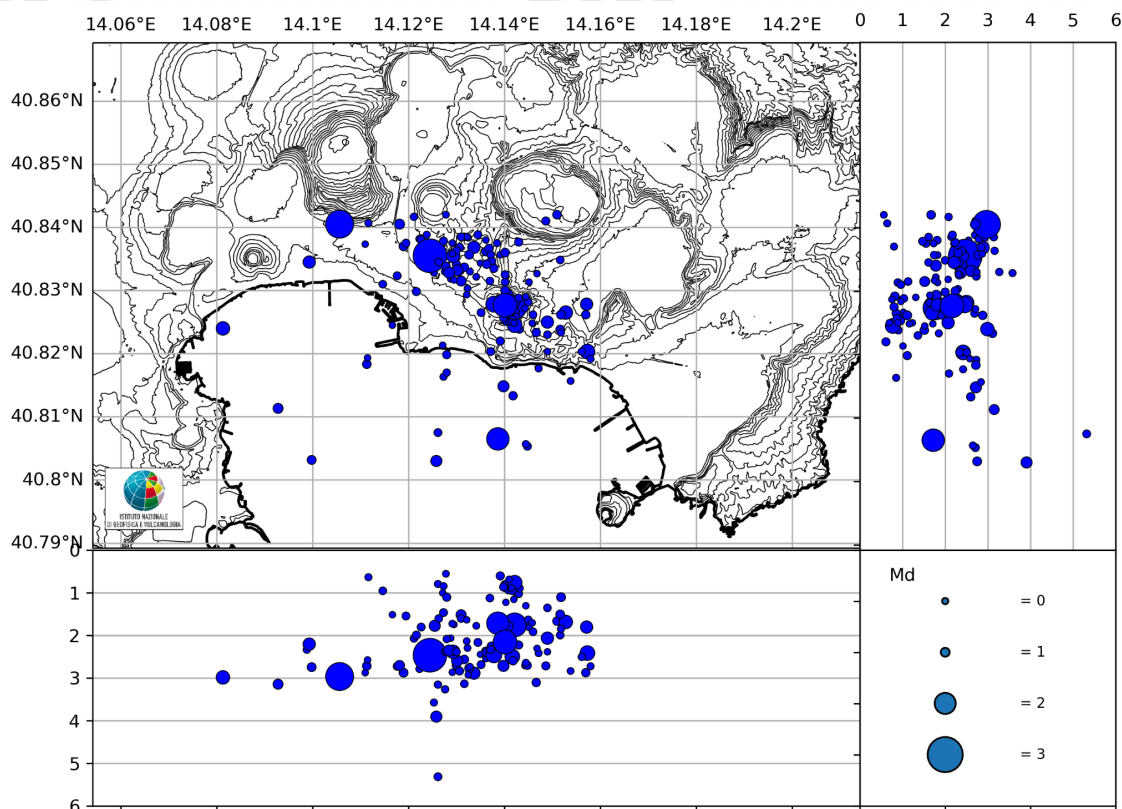 14.06°E 14.08°E 14.1°E 14.12°E 14.14°E 14.16°E 14.18°E 14.2°E 0 1 2 3 4 5 6
40.86°N
40.85°N
40.84°N
40.83°N
40.82°N
40.81°N
40.8°N
ISTITUTO NAZIONALE
DI GEOFISICA E VULCANOLOGIA
40.79°N
0
Md
1
= 0
2
= 1
3
4
= 2
5
= 3
6